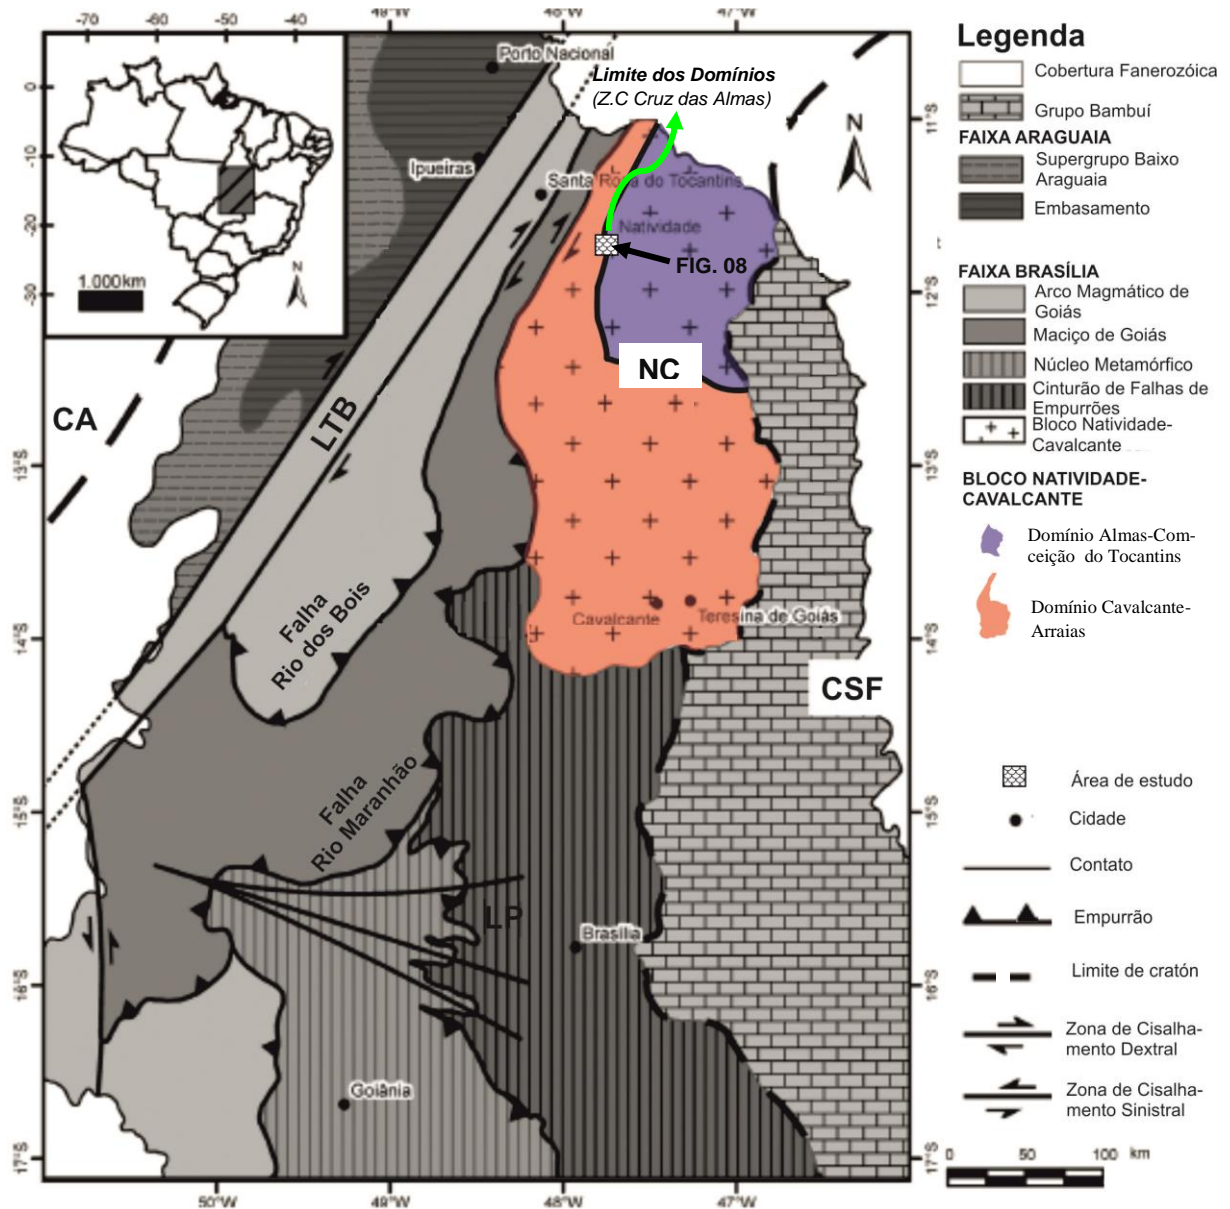 -70
-60
-50
-40
49°W
48°W
47°W
0
-10
-20
-30
1.000km
N
Porto Nacional
Limite dos Domínios
(Z.C Cruz das Almas)
N
Ipueiras
Santa Rosa do Tocantins
Natividade
FIG. 08
NC
CA
LTB
Falha
Rio dos Bois
Cavalcante
Teresina de Goiás
CSF
Falha
Rio Maranhão
LP
Brasília
Goiânia
11°S
12°S
13°S
14°S
15°S
16°S
17°S
13°S
14°S
15°S
16°S
17°S
50°W
49°W
48°W
47°W
Legenda
Cobertura Fanerozóica
Grupo Bambuí
FAIXA ARAGUAIA
Supergrupo Baixo
Araguaia
Embasamento
FAIXA BRASÍLIA
Arco Magmático de
Goiás
Maciço de Goiás
Núcleo Metamórfico
Cinturão de Falhas de
Empurrões
Bloco Natividade-
Cavalcante
BLOCO NATIVIDADE-
CAVALCANTE
Domínio Almas-Com-
ceição do Tocantins
Domínio Cavalcante-
Arraias
Área de estudo
Cidade
Contato
Empurrão
Limite de cratón
Zona de Cisalha-
mento Dextral
Zona de Cisalha-
mento Sinistral
0 50 100 km